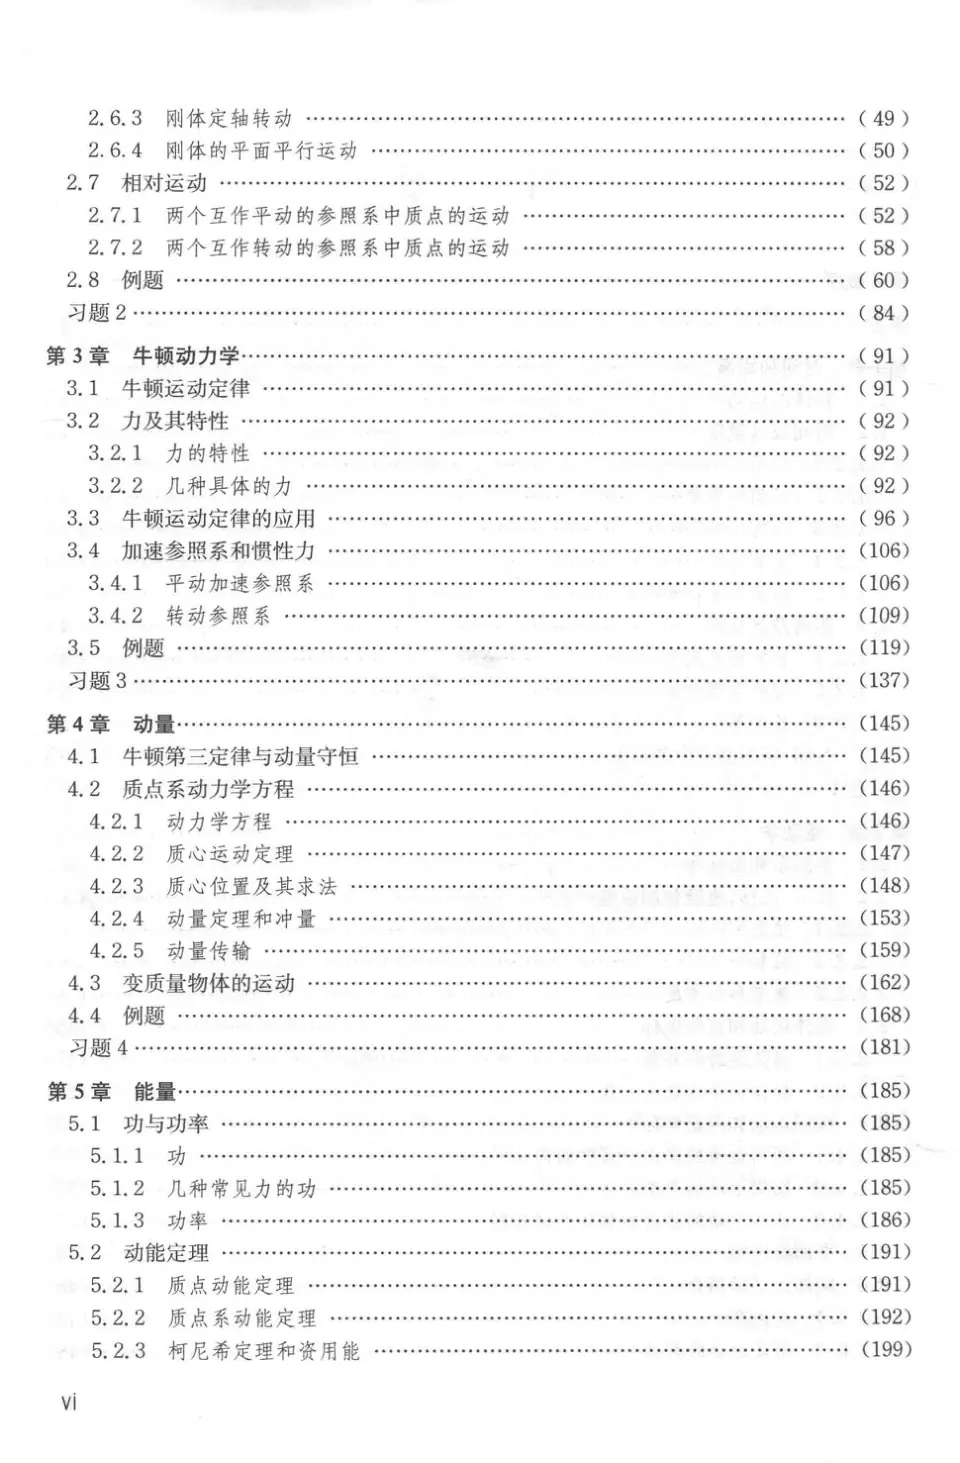 2.6.3 刚体定轴转动 ……………………………………………………………… (49)
2.6.4 刚体的平面平行运动 ……………………………………………………… (50)
2.7 相对运动 ……………………………………………………………………… (52)
2.7.1 两个互作平动的参照系中质点的运动 …………………………………… (52)
2.7.2 两个互作转动的参照系中质点的运动 …………………………………… (58)
2.8 例题 …………………………………………………………………………… (60)
习题2 ……………………………………………………………………………… (84)
第3章 牛顿动力学 ………………………………………………………………… (91)
3.1 牛顿运动定律 ………………………………………………………………… (91)
3.2 力及其特性 …………………………………………………………………… (92)
3.2.1 力的特性 …………………………………………………………………… (92)
3.2.2 几种具体的力 ……………………………………………………………… (92)
3.3 牛顿运动定律的应用 ………………………………………………………… (96)
3.4 加速参照系和惯性力 ………………………………………………………… (106)
3.4.1 平动加速参照系 …………………………………………………………… (106)
3.4.2 转动参照系 ………………………………………………………………… (109)
3.5 例题 …………………………………………………………………………… (119)
习题3 ……………………………………………………………………………… (137)
第4章 动量 ………………………………………………………………………… (145)
4.1 牛顿第三定律与动量守恒 …………………………………………………… (145)
4.2 质点系动力学方程 …………………………………………………………… (146)
4.2.1 动力学方程 ………………………………………………………………… (146)
4.2.2 质心运动定理 ……………………………………………………………… (147)
4.2.3 质心位置及其求法 ………………………………………………………… (148)
4.2.4 动量定理和冲量 …………………………………………………………… (153)
4.2.5 动量传输 …………………………………………………………………… (159)
4.3 变质量物体的运动 …………………………………………………………… (162)
4.4 例题 …………………………………………………………………………… (168)
习题4 ……………………………………………………………………………… (181)
第5章 能量 ………………………………………………………………………… (185)
5.1 功与功率 ……………………………………………………………………… (185)
5.1.1 功 …………………………………………………………………………… (185)
5.1.2 几种常见力的功 …………………………………………………………… (185)
5.1.3 功率 ………………………………………………………………………… (186)
5.2 动能定理 ……………………………………………………………………… (191)
5.2.1 质点动能定理 ……………………………………………………………… (191)
5.2.2 质点系动能定理 …………………………………………………………… (192)
5.2.3 柯尼希定理和资用能 ……………………………………………………… (199)
vi